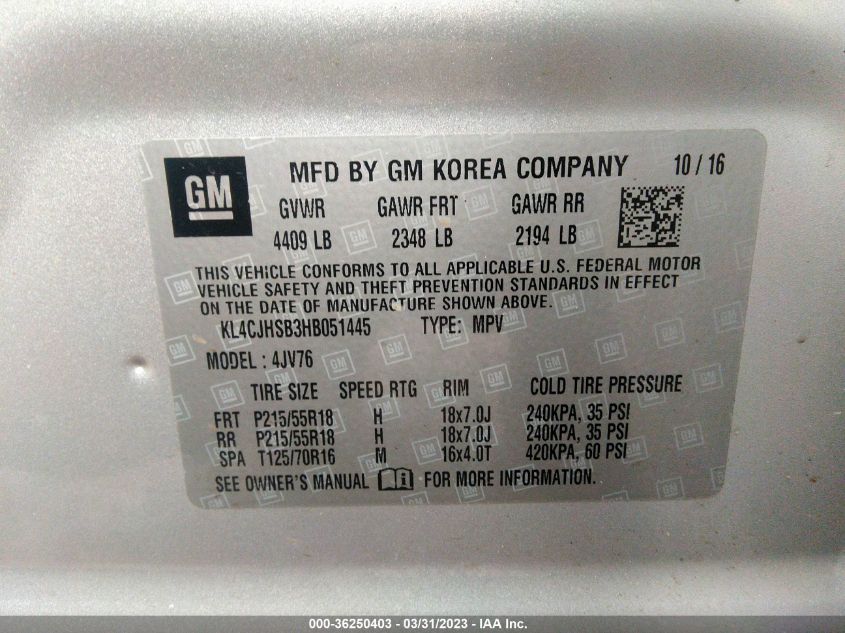 GM
MFD BY GM KOREA COMPANY 10 / 16
GVWR GAWR FRT GAWR RR
4409 LB 2348 LB 2194 LB
THIS VEHICLE CONFORMS TO ALL APPLICABLE U.S. FEDERAL MOTOR
VEHICLE SAFETY AND THEFT PREVENTION STANDARDS IN EFFECT
ON THE DATE OF MANUFACTURE SHOWN ABOVE.
KL4CJHSB3HB051445 TYPE: MPV
MODEL : 4JV76
TIRE SIZE SPEED RTG RIM COLD TIRE PRESSURE
FRT P215/55R18 H 18x7.0J 240KPA, 35 PSI
RR P215/55R18 H 18x7.0J 240KPA, 35 PSI
SPA T125/70R16 M 16x4.0T 420KPA, 60 PSI
SEE OWNER'S MANUAL i FOR MORE INFORMATION.
000-36250403 - 03/31/2023 - IAA Inc.